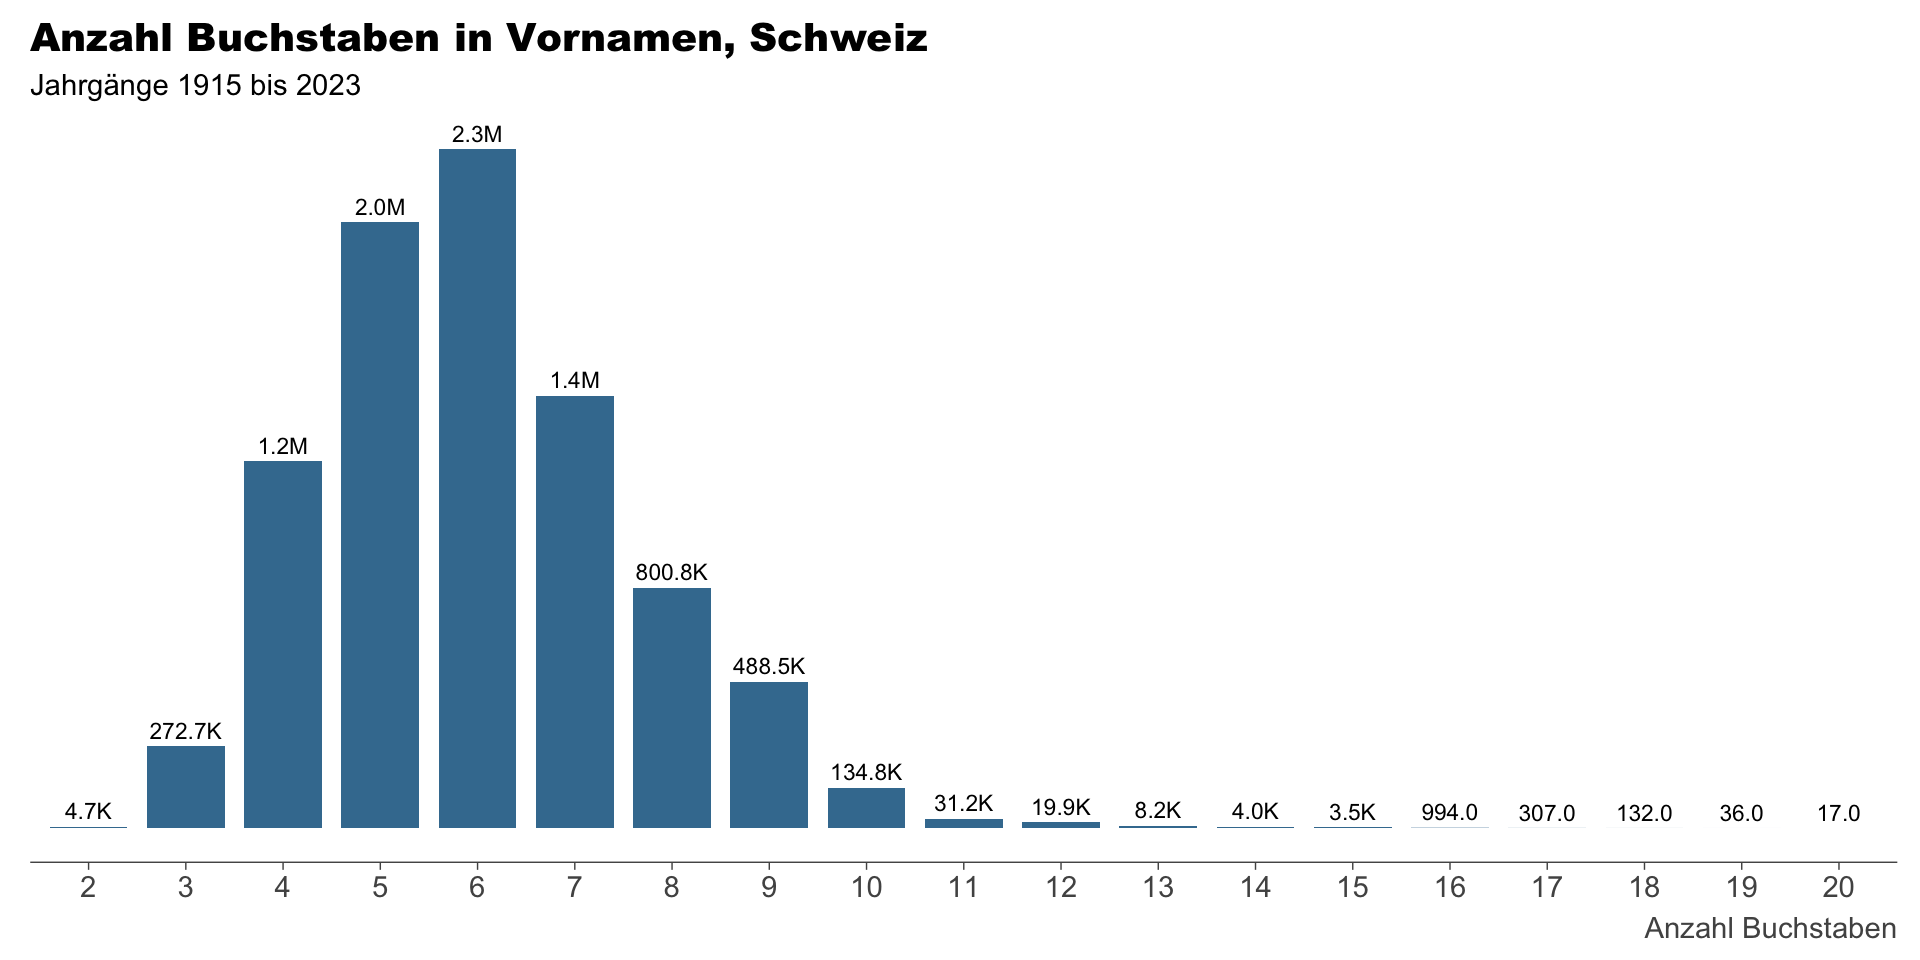 Anzahl Buchstaben in Vornamen, Schweiz
Jahrgänge 1915 bis 2023
2.3M
2.0M
1.4M
1.2M
800.8K
488.5K
272.7K
134.8K
31.2K
19.9K
8.2K
4.7K
4.0K
3.5K
994.0
307.0
132.0
36.0
17.0
2 3 4 5 6 7 8 9 10 11 12 13 14 15 16 17 18 19 20
Anzahl Buchstaben